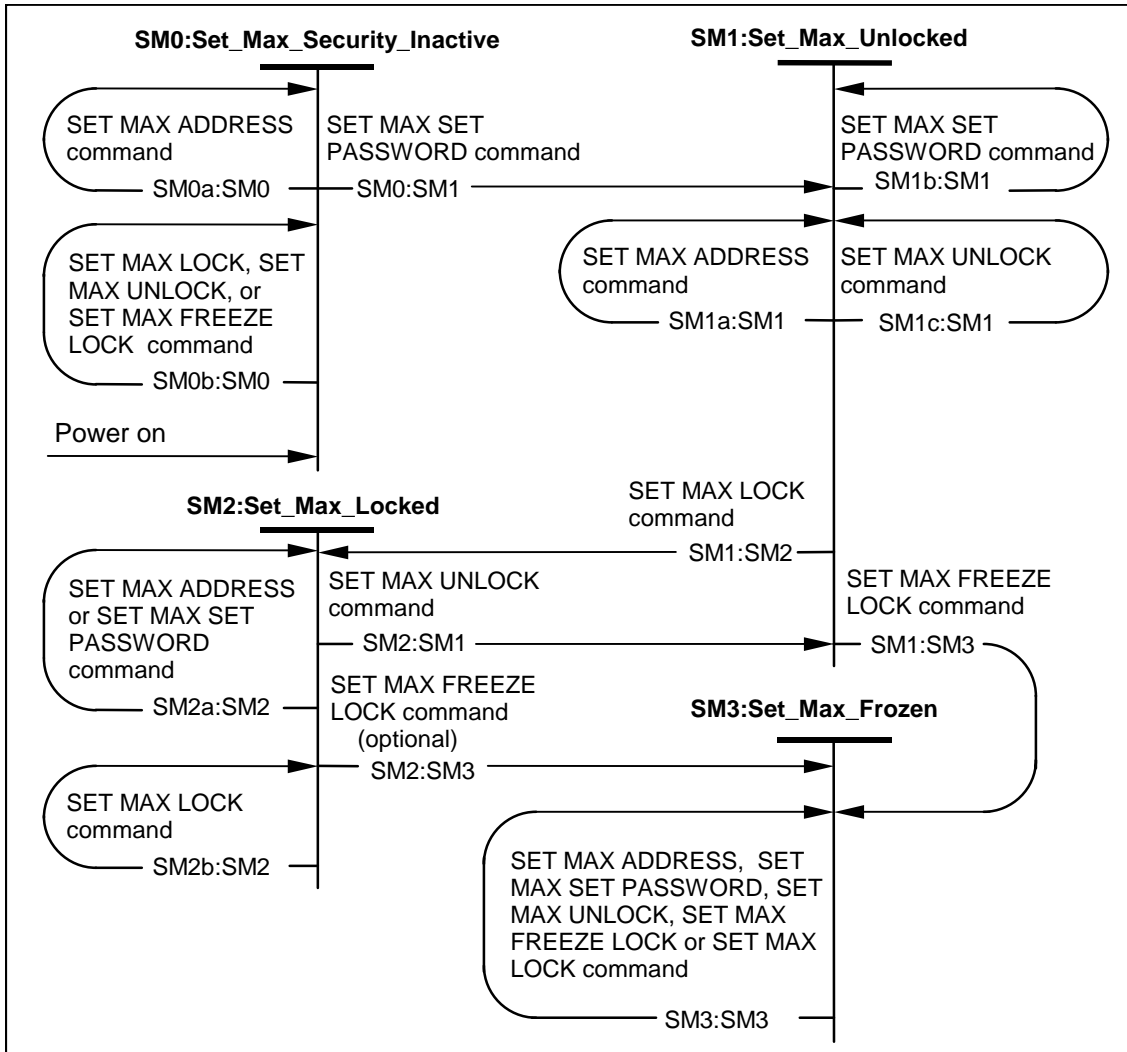 SM0:Set_Max_Security_Inactive
SM1:Set_Max_Unlocked
SET MAX ADDRESS
command
SM0a:SM0
SET MAX SET
PASSWORD command
SM0:SM1
SET MAX SET
PASSWORD command
SM1b:SM1
SET MAX LOCK, SET
MAX UNLOCK, or
SET MAX FREEZE
LOCK command
SM0b:SM0
SET MAX ADDRESS
command
SM1a:SM1
SET MAX UNLOCK
command
SM1c:SM1
Power on
SM2:Set_Max_Locked
SET MAX LOCK
command
SM1:SM2
SET MAX ADDRESS
or SET MAX SET
PASSWORD
command
SM2a:SM2
SET MAX UNLOCK
command
SM2:SM1
SET MAX FREEZE
LOCK command
SM1:SM3
SET MAX FREEZE
LOCK command
(optional)
SM2:SM3
SM3:Set_Max_Frozen
SET MAX LOCK
command
SM2b:SM2
SET MAX ADDRESS, SET
MAX SET PASSWORD, SET
MAX UNLOCK, SET MAX
FREEZE LOCK or SET MAX
LOCK command
SM3:SM3